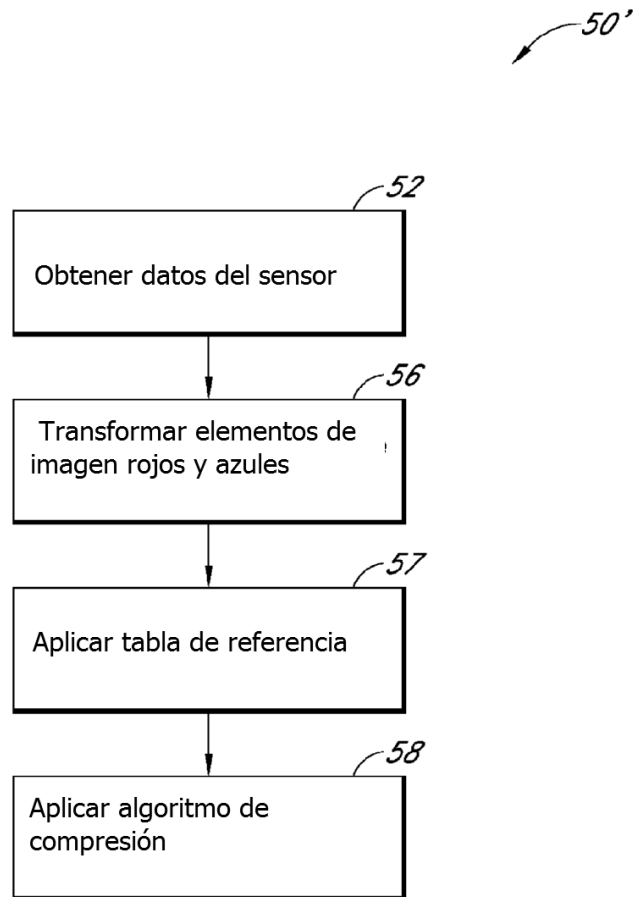 50’
52
Obtener datos del sensor
56
Transformar elementos de
imagen rojos y azules
57
Aplicar tabla de referencia
58
Aplicar algoritmo de
compresión